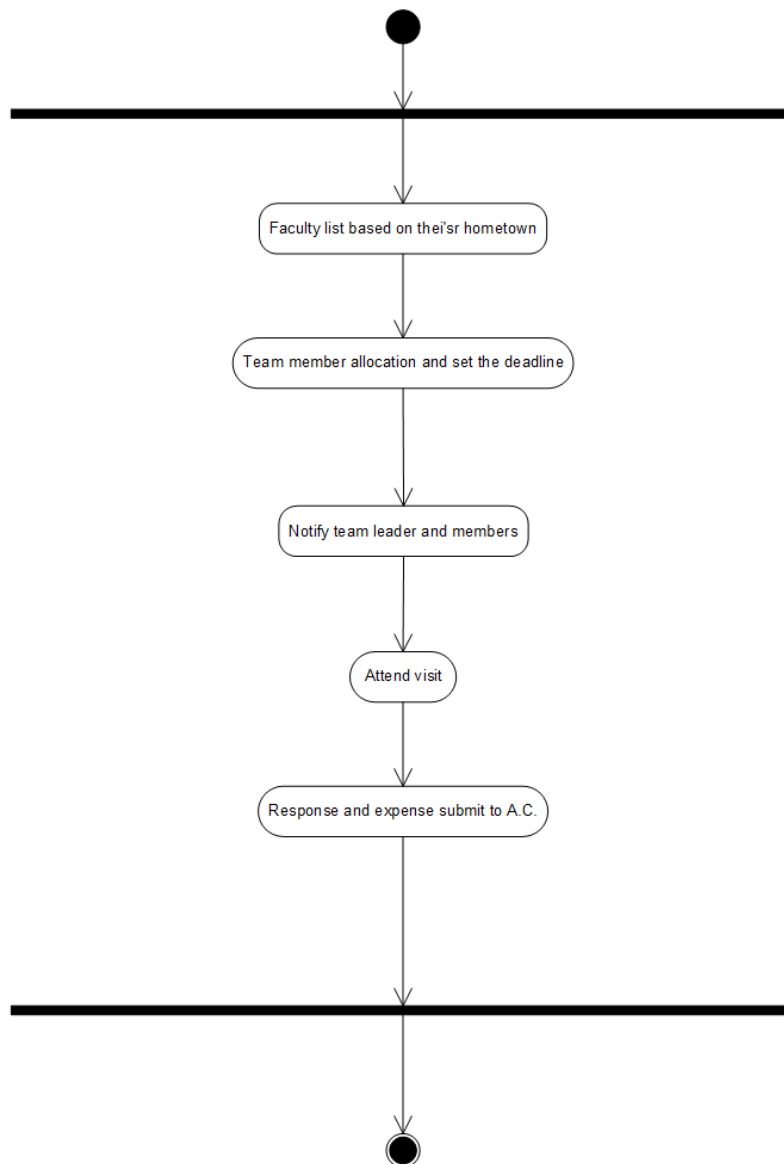 Faculty list based on thei'sr hometown
Team member allocation and set the deadline
Notify team leader and members
Attend visit
Response and expense submit to A.C.